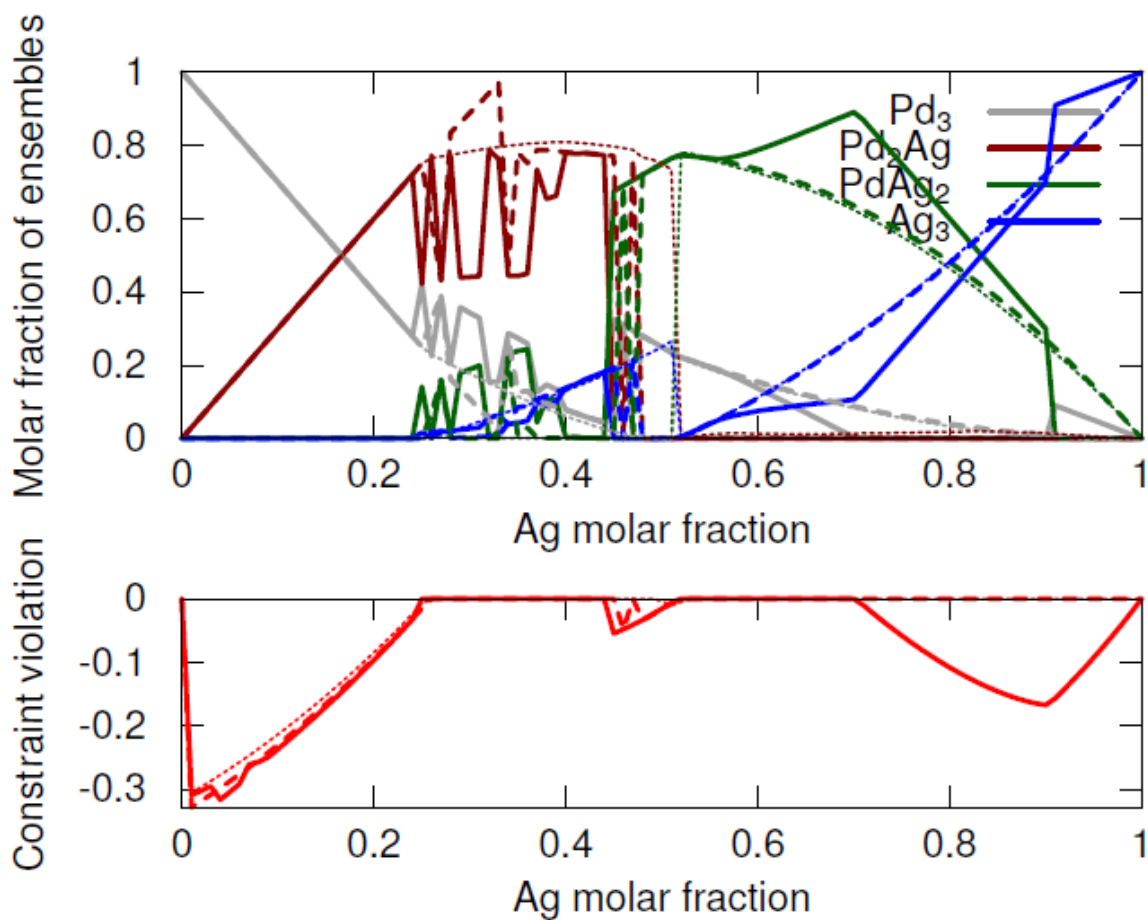 Molar fraction of ensembles
1
0.8
0.6
0.4
0.2
0
Pd₃
Pd₂Ag
PdAg₂
Ag₃
0 0.2 0.4 0.6 0.8 1
Ag molar fraction
Constraint violation
0
-0.1
-0.2
-0.3
0 0.2 0.4 0.6 0.8 1
Ag molar fraction